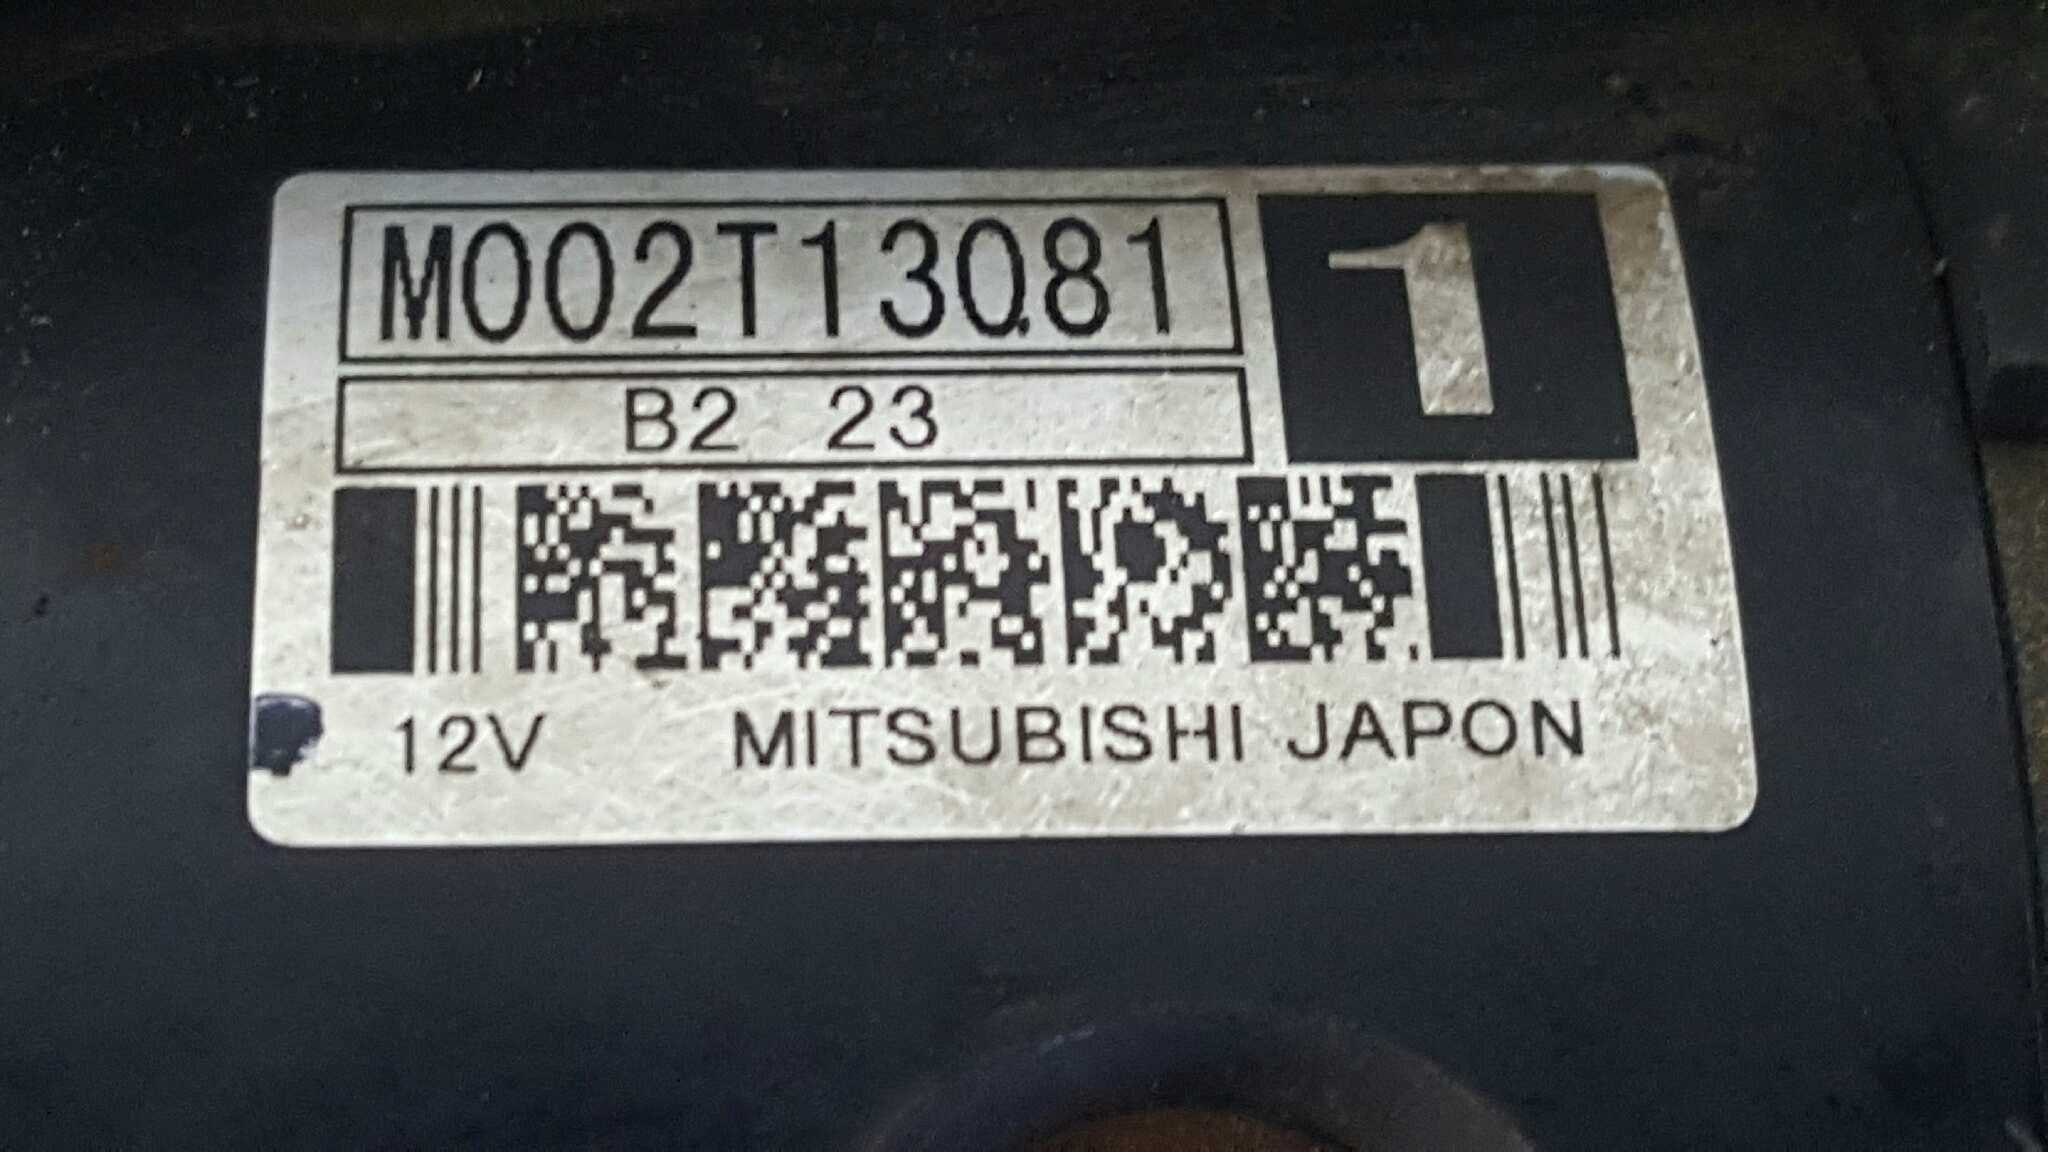 M002T13081
1
B2 23
12V MITSUBISHI JAPON